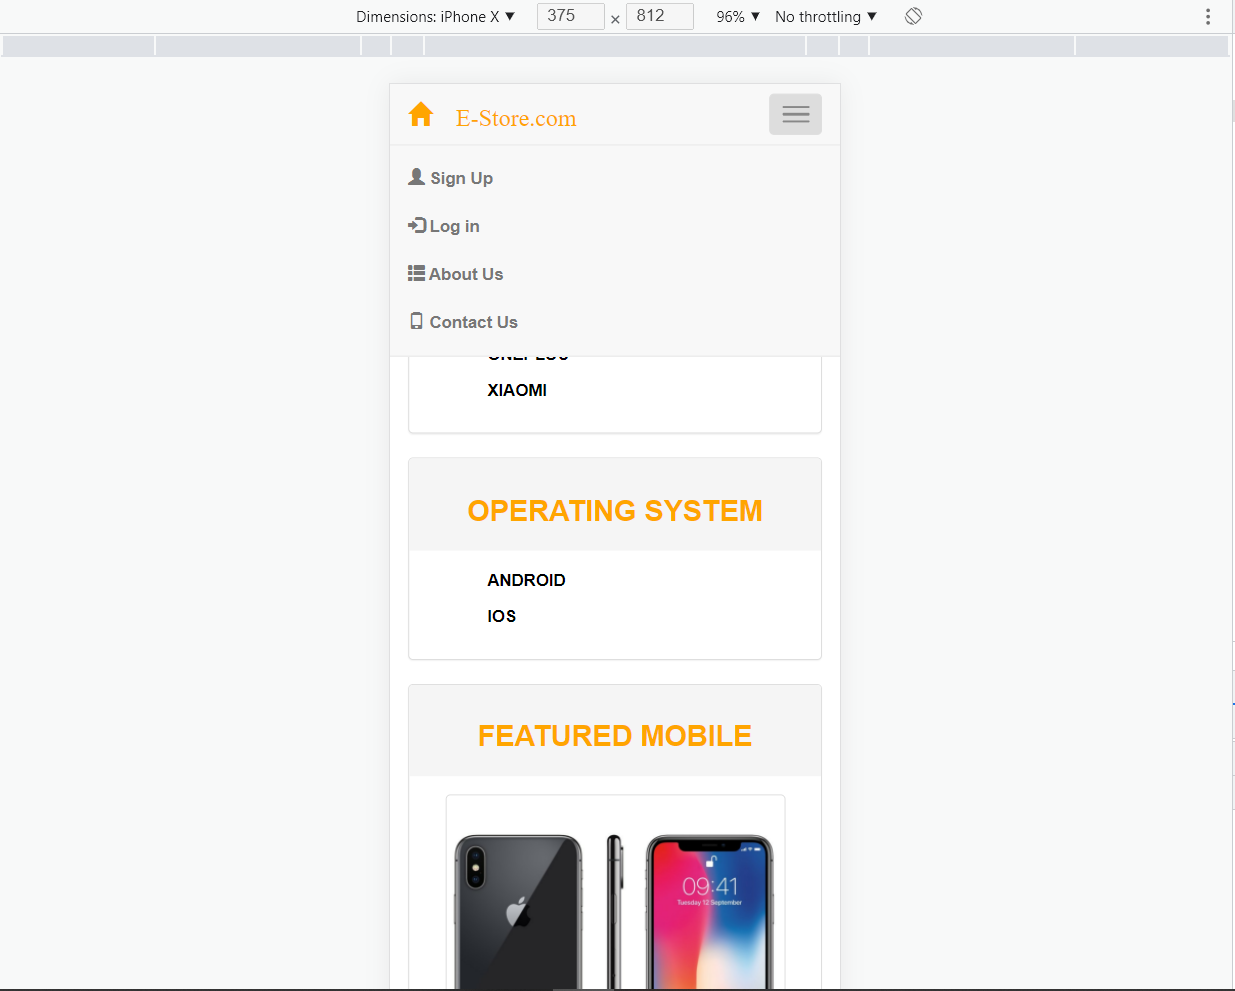 Dimensions: iPhone X ▼ 375 × 812 96% ▼ No throttling ▼
E-Store.com
Sign Up
Log in
About Us
Contact Us
ONEPLUS
XIAOMI
OPERATING SYSTEM
ANDROID
IOS
FEATURED MOBILE
09:41
Tuesday 12 September